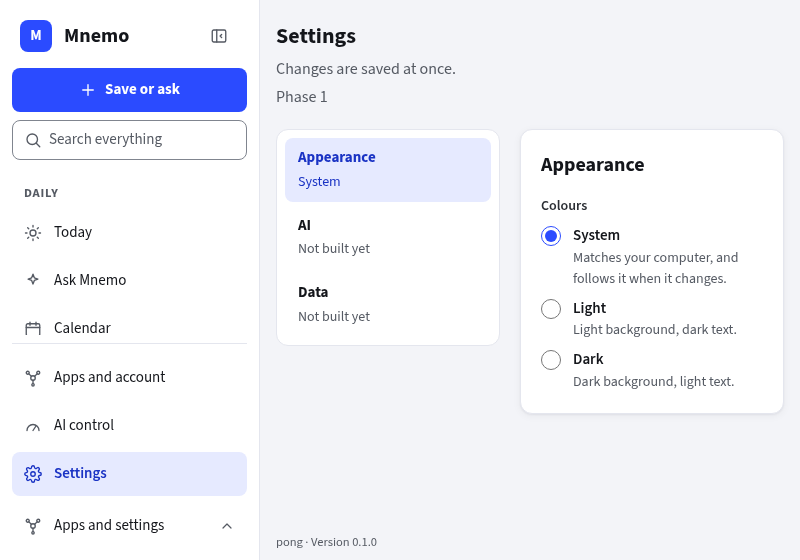 M
Mnemo
Save or ask
Search everything
DAILY
Today
Ask Mnemo
Calendar
Apps and account
AI control
Settings
Apps and settings
Settings
Changes are saved at once.
Phase 1
Appearance
System
AI
Not built yet
Data
Not built yet
Appearance
Colours
System
Matches your computer, and
follows it when it changes.
Light
Light background, dark text.
Dark
Dark background, light text.
pong · Version 0.1.0